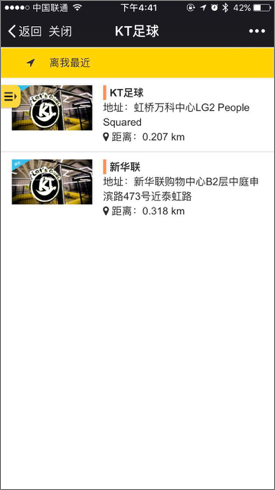 中国联通 下午4:41 42%
返回 关闭 KT足球
离我最近
KT足球
地址：虹桥万科中心LG2 People
Squared
距离：0.207 km
新华联
地址：新华联购物中心B2层中庭申
滨路473号近泰虹路
距离：0.318 km